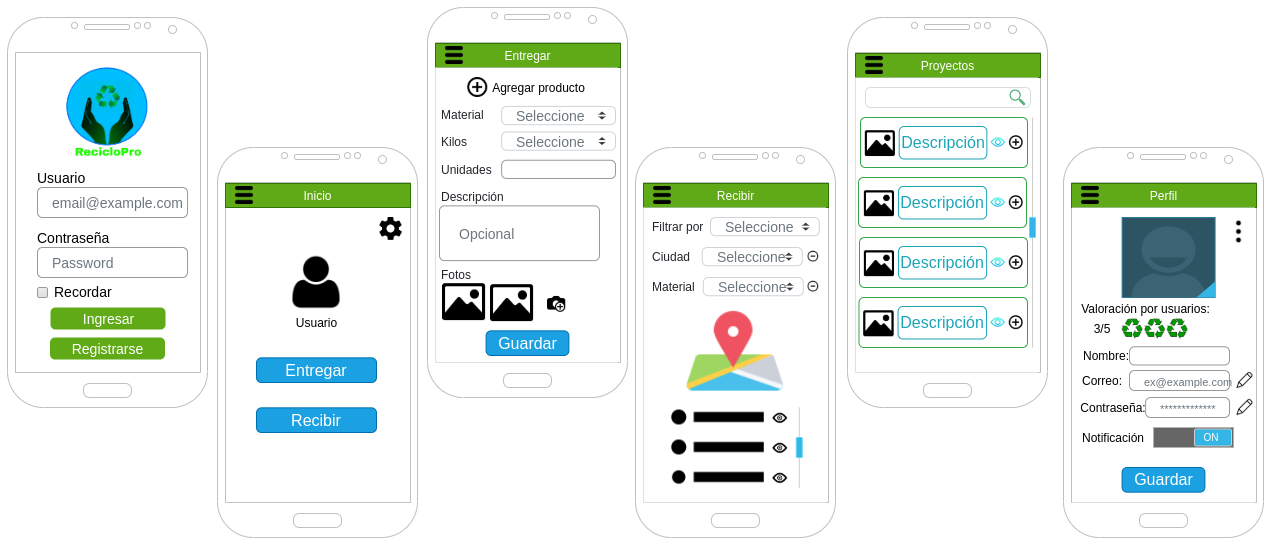 RecicloPro
Usuario
email@example.com
Contraseña
Password
Recordar
Ingresar
Registrarse
Inicio
Usuario
Entregar
Recibir
Entregar
Agregar producto
Material Seleccione
Kilos Seleccione
Unidades
Descripción
Opcional
Fotos
Guardar
Recibir
Filtrar por Seleccione
Ciudad Seleccione
Material Seleccione
Proyectos
Descripción
Descripción
Descripción
Descripción
Perfil
Valoración por usuarios:
3/5
Nombre:
Correo: ex@example.com
Contraseña: *************
Notificación ON
Guardar